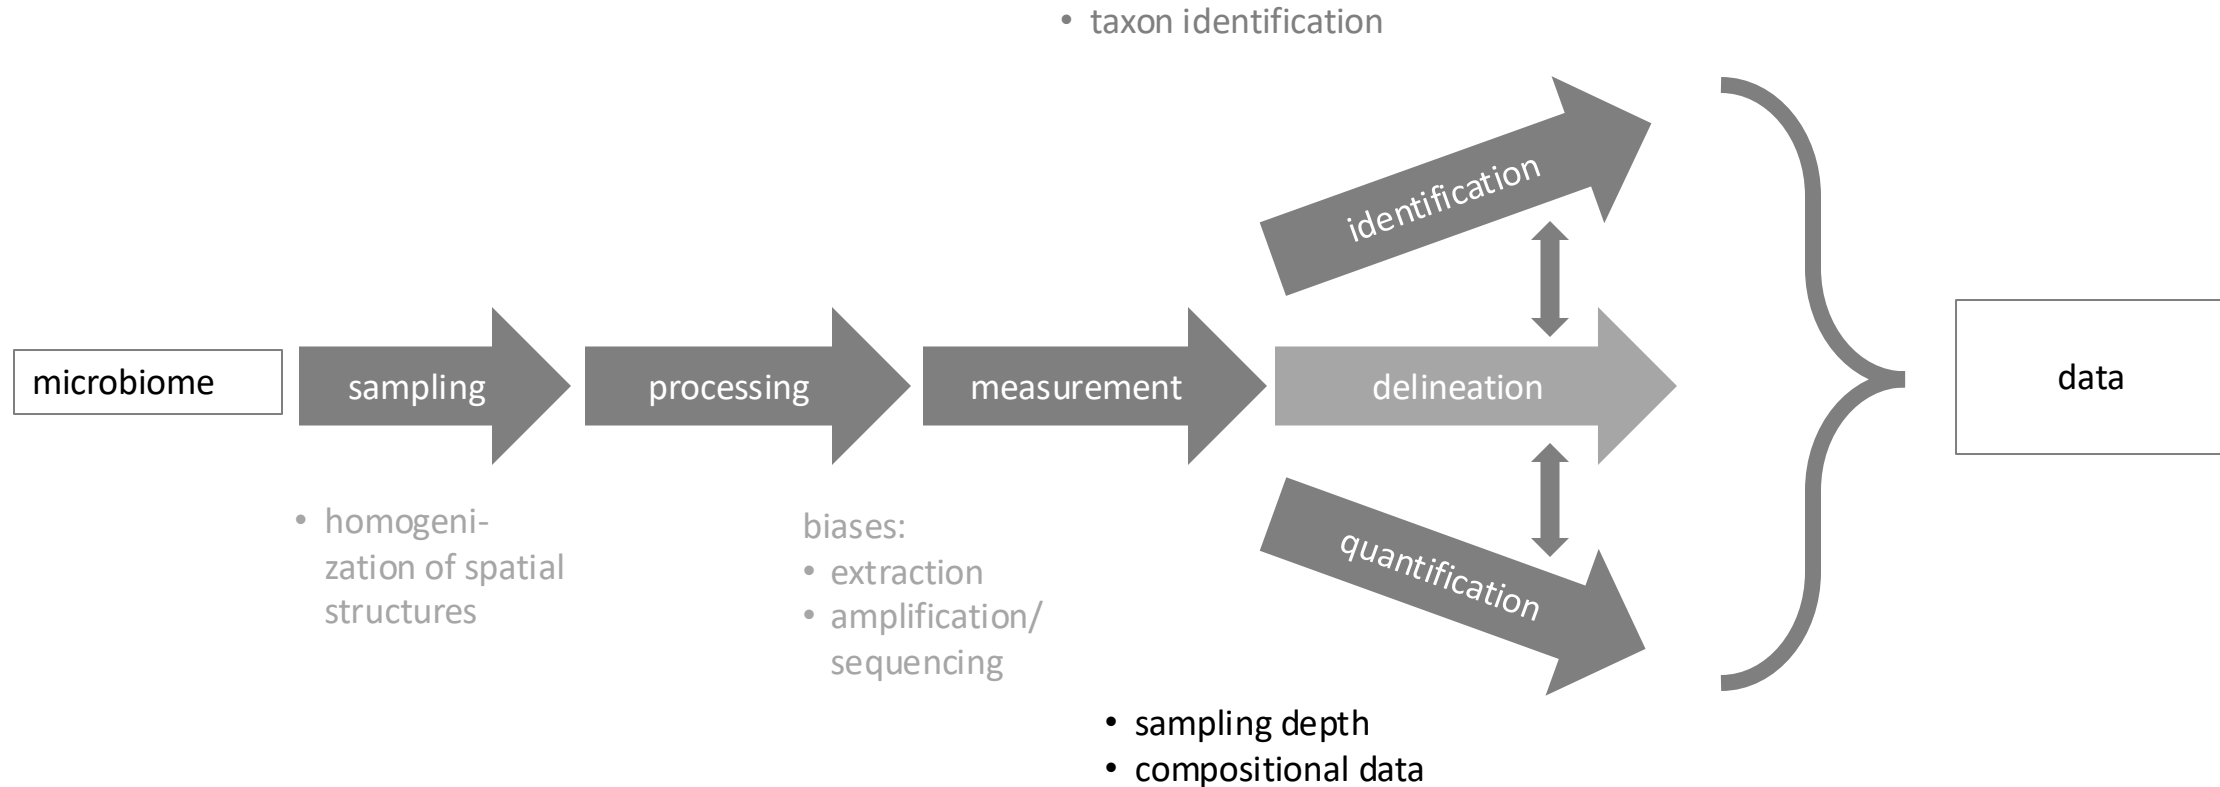 • taxon identification
identification
microbiome
sampling
processing
measurement
delineation
data
• homogeni-
zation of spatial
structures
biases:
• extraction
• amplification/
sequencing
quantification
• sampling depth
• compositional data